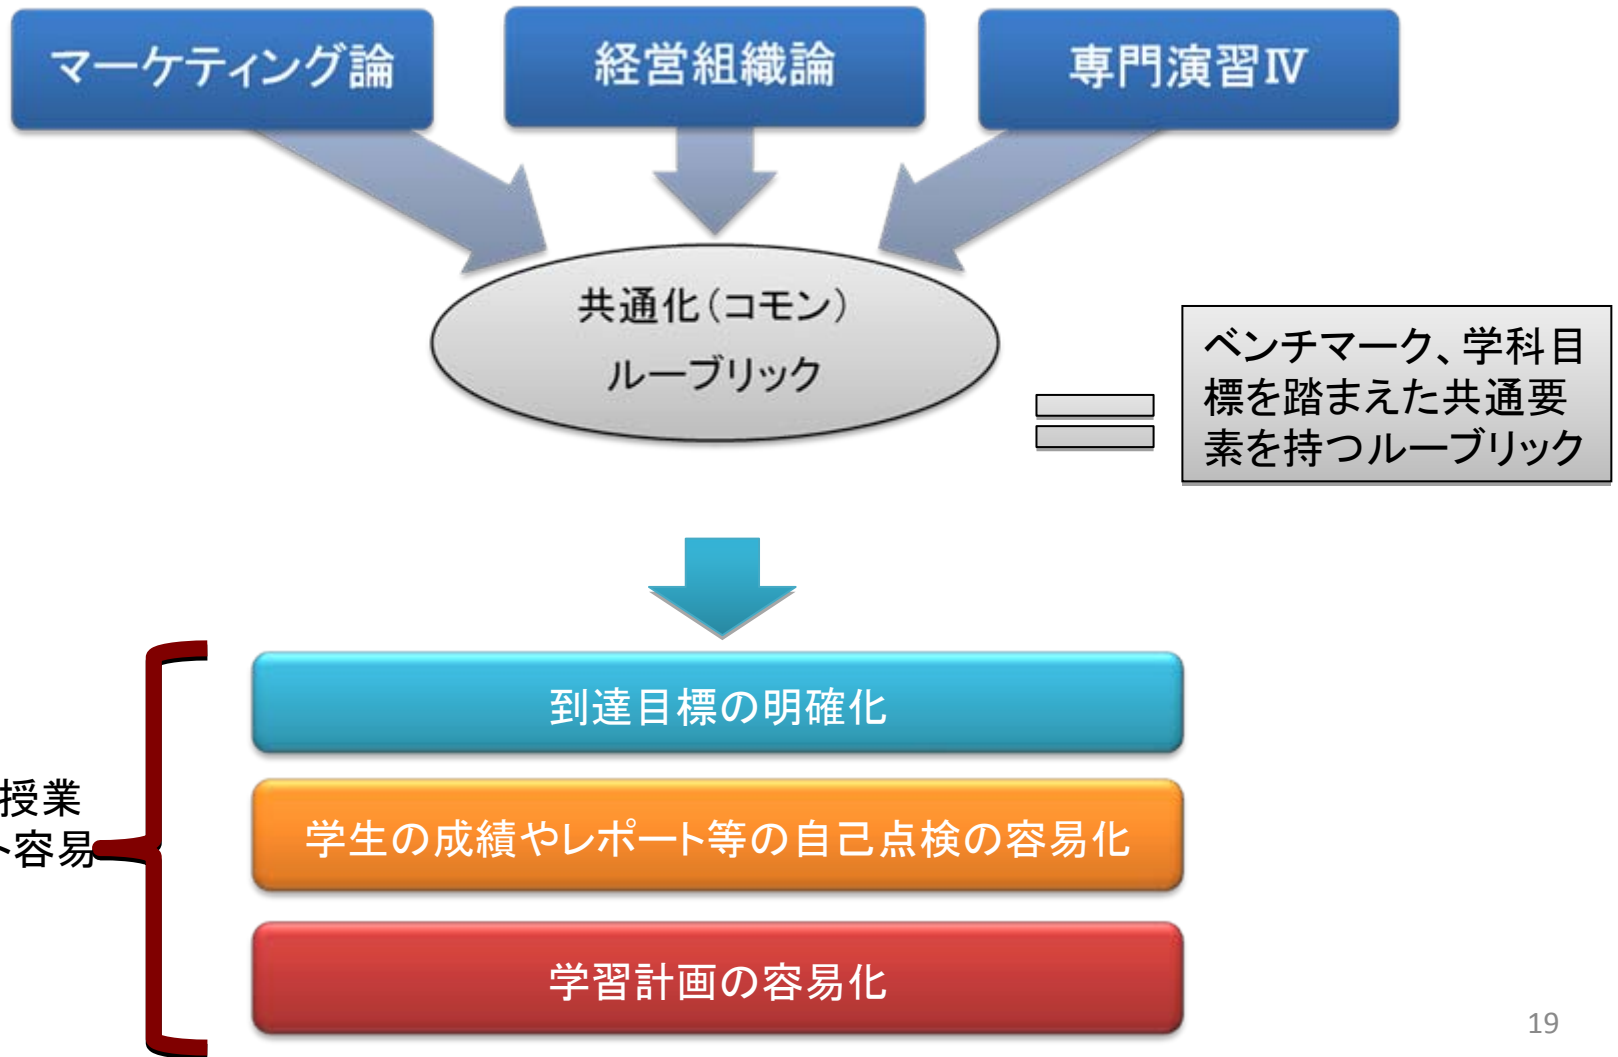 マーケティング論
経営組織論
専門演習Ⅳ
共通化(コモン)
ルーブリック
ベンチマーク、学科目
標を踏まえた共通要
素を持つルーブリック
到達目標の明確化
授業
ト容易
学生の成績やレポート等の自己点検の容易化
学習計画の容易化
19